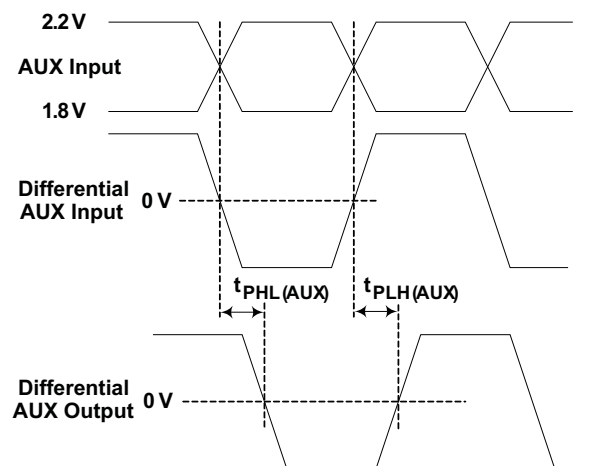 2.2 V
AUX Input
1.8 V
Differential
AUX Input
0 V
tPHL(AUX)
tPLH(AUX)
Differential
AUX Output
0 V